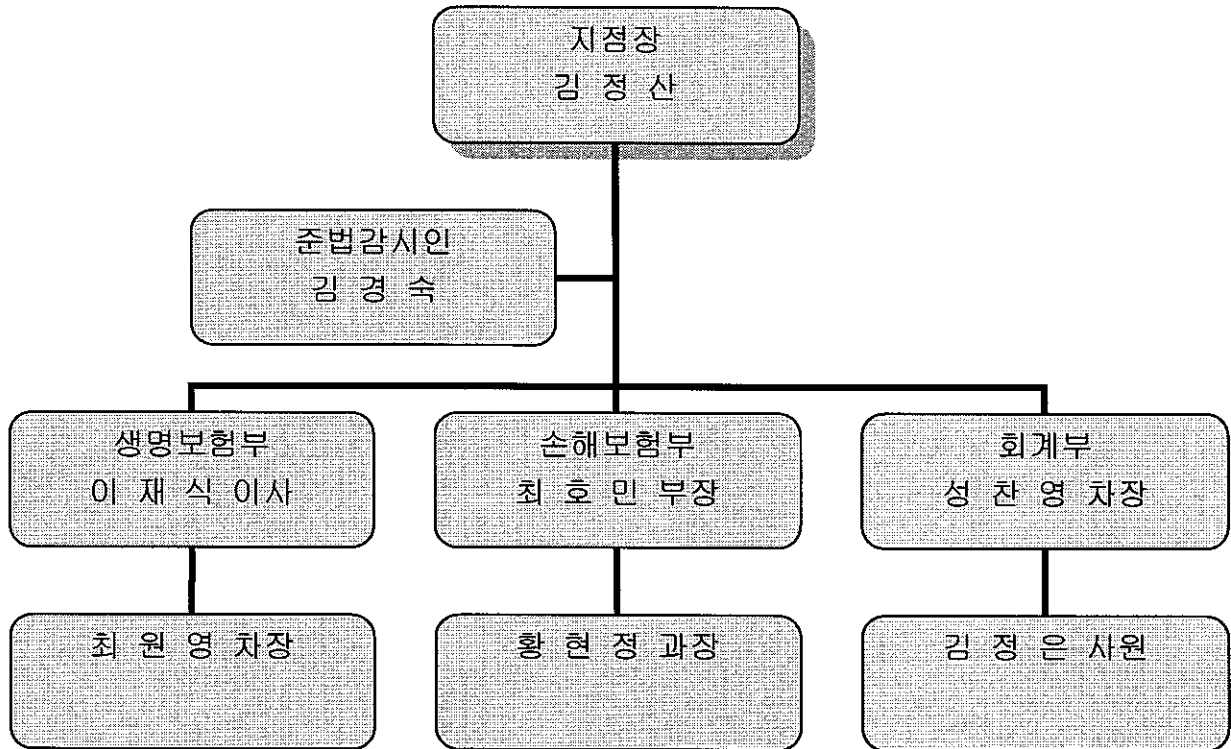 지점장
김 정 산
준법감시인
김 경 숙
생명보험부
이 재 식 이사
손해보험부
최 호 민 부장
회계부
성 찬 영 차장
최 원 영 차장
황 현 정 과장
김 정 은 사원